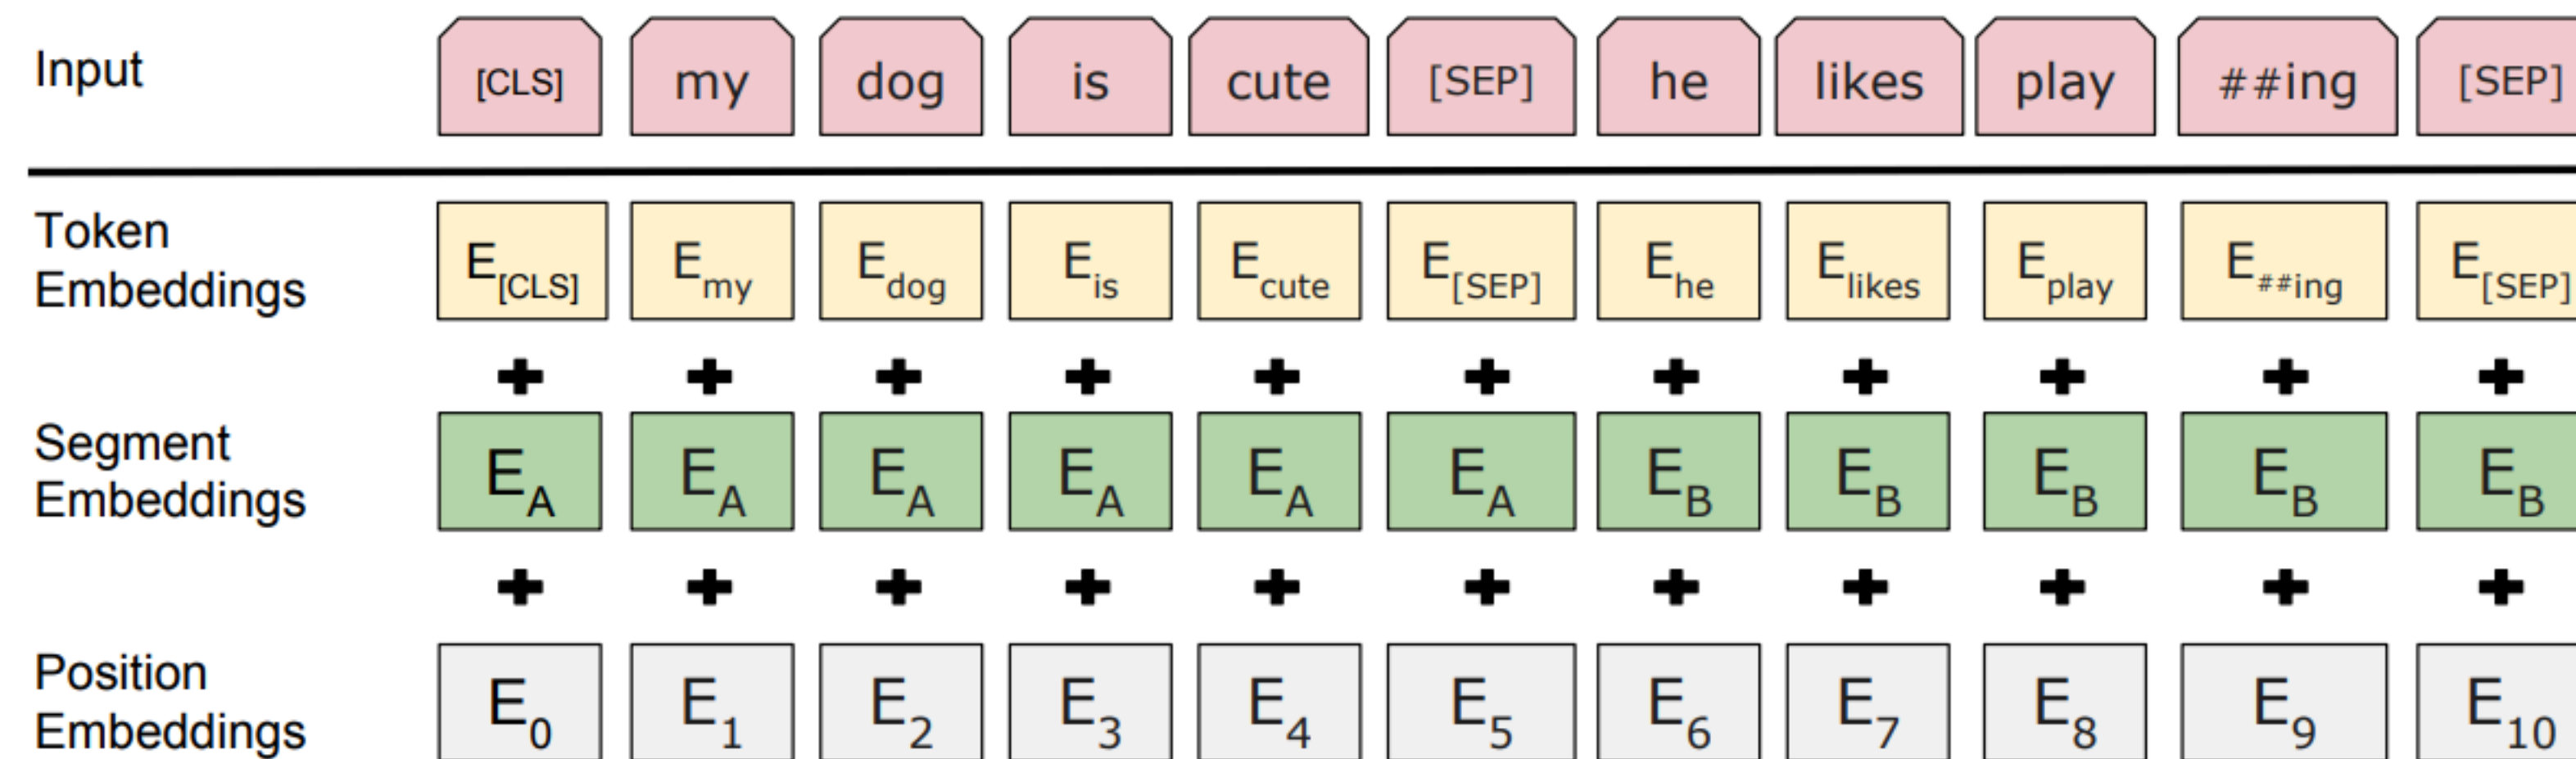 Input [CLS] my dog is cute [SEP] he likes play ##ing [SEP]
Token
Embeddings E[CLS] Emy Edog Eis Ecute E[SEP] Ehe Elikes Eplay E##ing E[SEP]
+ + + + + + + + + + +
Segment
Embeddings EA EA EA EA EA EA EB EB EB EB EB
+ + + + + + + + + + +
Position
Embeddings E0 E1 E2 E3 E4 E5 E6 E7 E8 E9 E10